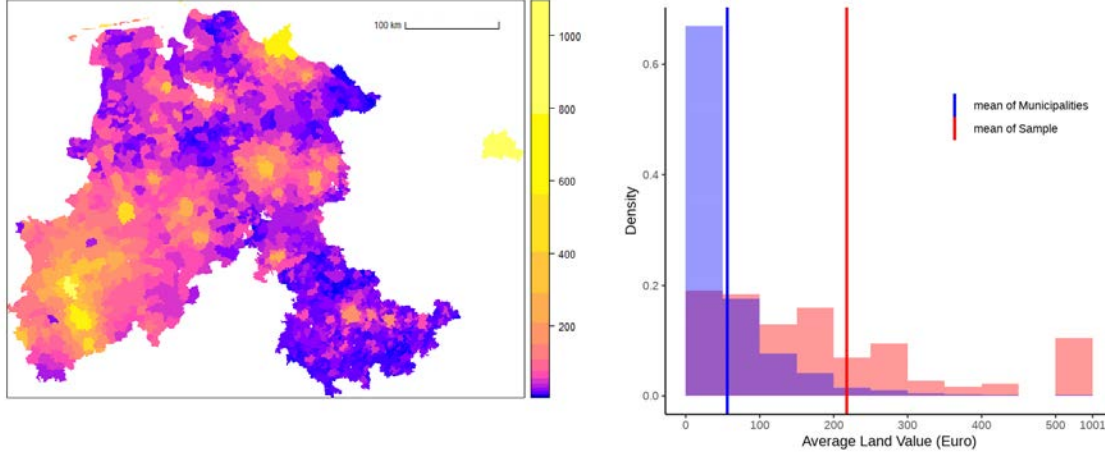 100 km
1000
800
600
400
200
0.6
0.4
0.2
0.0
Density
mean of Municipalities
mean of Sample
0 100 200 300 400 500 1001
Average Land Value (Euro)